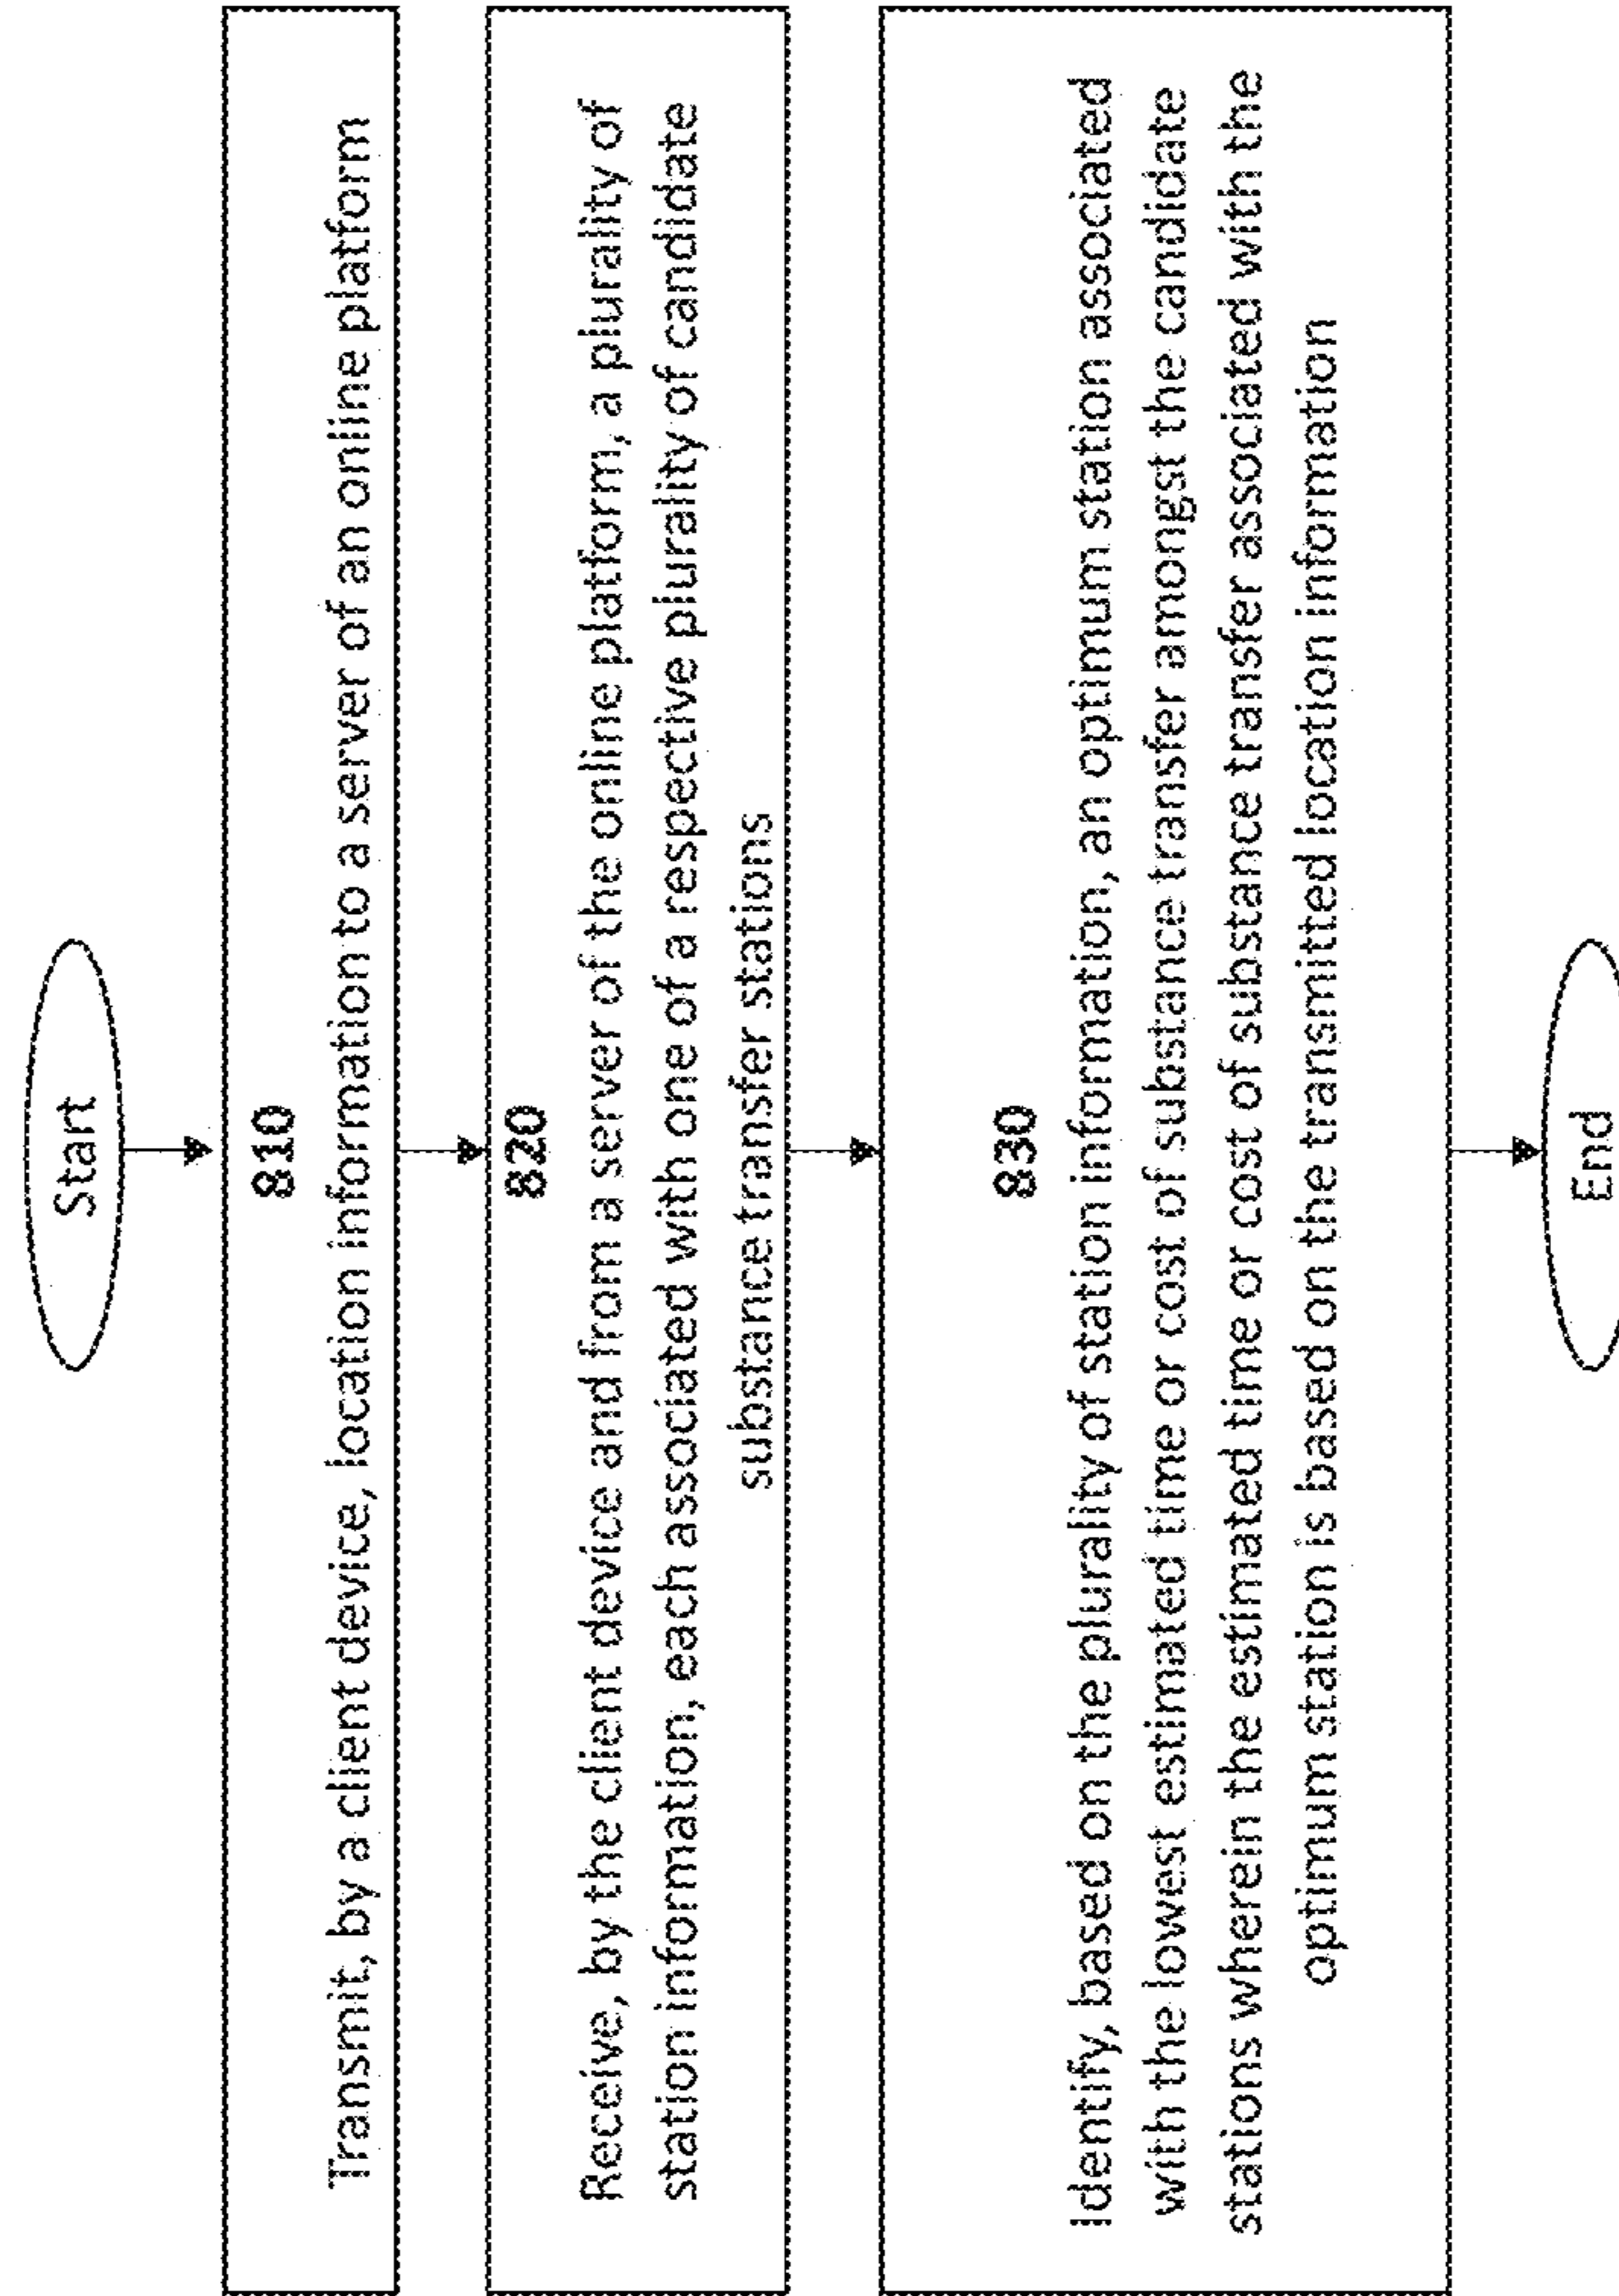 Start
810
Transmit, by a client device, location information to a server of an online platform
820
Receive, by the client device and from a server of the online platform, a plurality of
station information, each associated with one of a respective plurality of candidate
substance transfer stations
830
Identify, based on the plurality of station information, an optimum station associated
with the lowest estimated time or cost of substance transfer amongst the candidate
stations wherein the estimated time or cost of substance transfer associated with the
optimum station is based on the transmitted location information
End